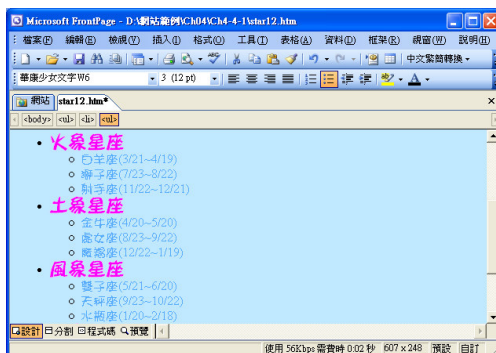 Microsoft FrontPage - D:\網站範例\Ch04\Ch4-4-1\star12.htm
檔案(F) 編輯(E) 檢視(V) 插入(I) 格式(O) 工具(T) 表格(A) 資料(D) 框架(R) 視窗(W) 說明(H)
中文繁簡轉換
華康少女文字W6 3 (12 pt)
網站 star12.htm*
<body> <ul> <li> <ul>
火象星座
白羊座(3/21~4/19)
獅子座(7/23~8/22)
射手座(11/22~12/21)
土象星座
金牛座(4/20~5/20)
處女座(8/23~9/22)
魔羯座(12/22~1/19)
風象星座
雙子座(5/21~6/20)
天秤座(9/23~10/22)
水瓶座(1/20~2/18)
設計 分割 程式碼 預覽
使用 56Kbps 需費時 0:02 秒 607 x 248 預設 自訂